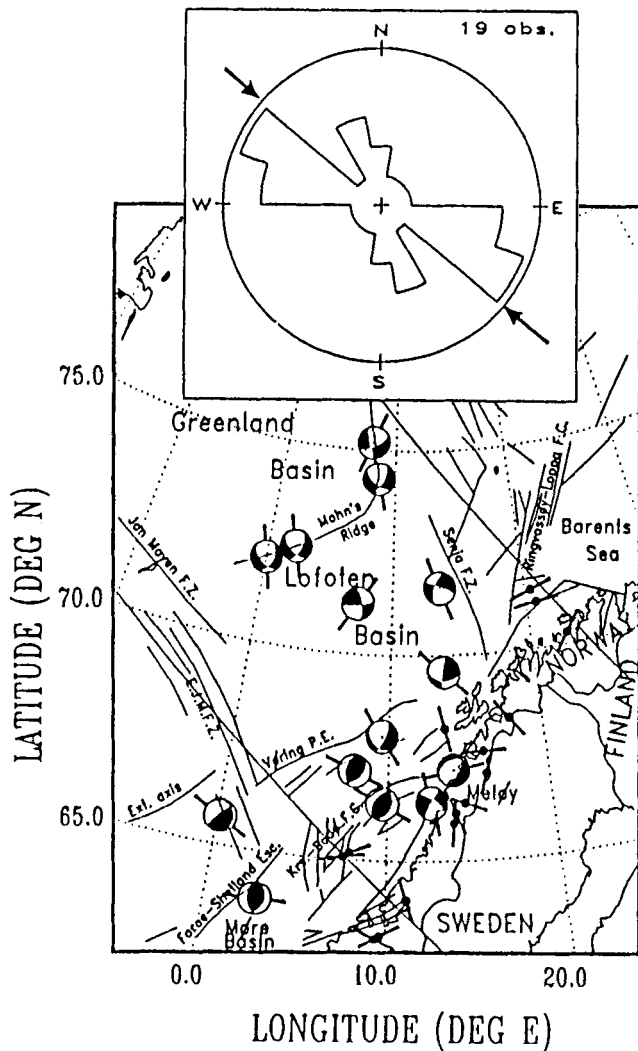 19 obs.
N
W
E
S
75.0
70.0
65.0
LATITUDE (DEG N)
Greenland
Basin
Mohn's
Ridge
Lofoten
Basin
Senja F.Z.
Ringvassøy-Loppa F.C.
Barents
Sea
Jan Mayen F.Z.
E.J.M.F.Z.
Vøring P.E.
NORWAY
FINLAND
Ext. axis
Meløy
Faroe-Shetland Esc.
Møre
Basin
SWEDEN
0.0
10.0
20.0
LONGITUDE (DEG E)